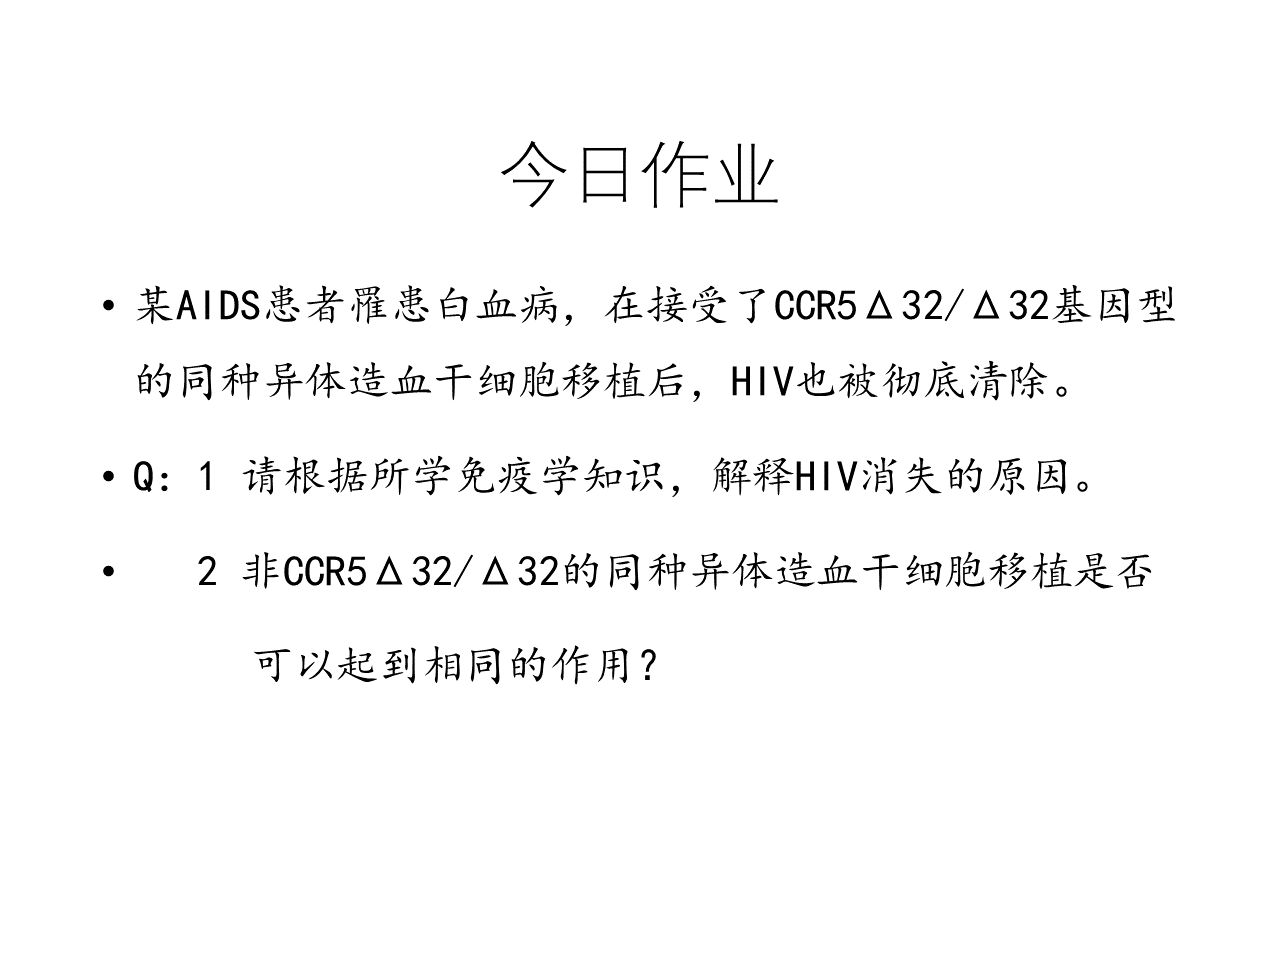 今日作业
• 某AIDS患者罹患白血病，在接受了CCR5Δ32/Δ32基因型
的同种异体造血干细胞移植后，HIV也被彻底清除。
• Q：1 请根据所学免疫学知识，解释HIV消失的原因。
• 2 非CCR5Δ32/Δ32的同种异体造血干细胞移植是否
可以起到相同的作用？